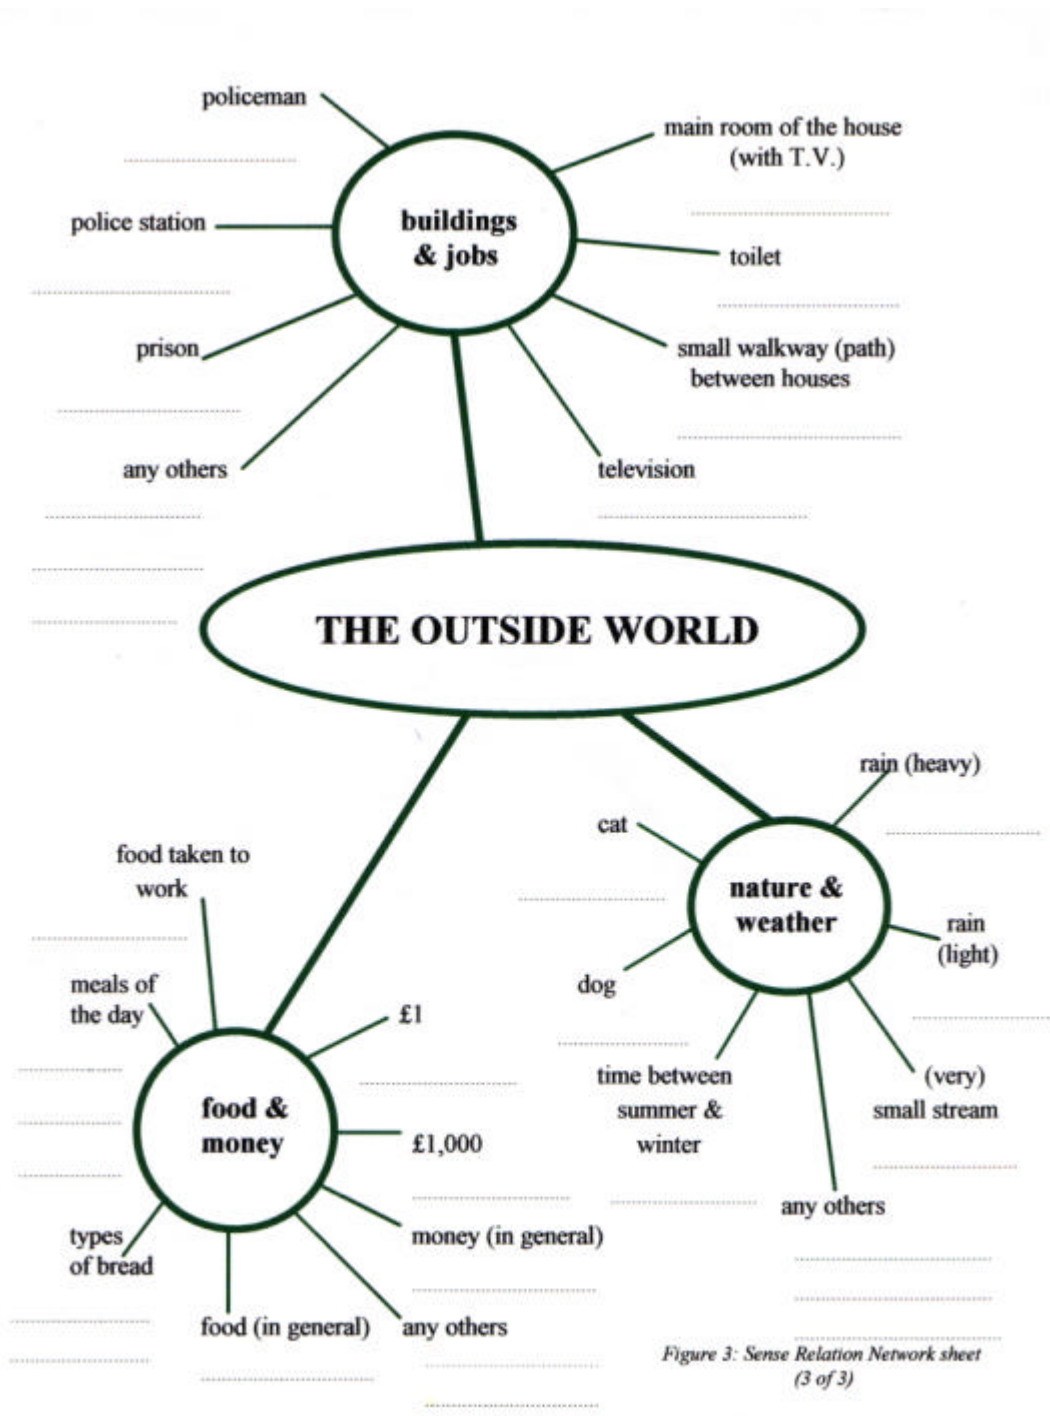 policeman
main room of the house
(with T.V.)
buildings
& jobs
police station
toilet
prison
small walkway (path)
between houses
any others
television
THE OUTSIDE WORLD
rain (heavy)
cat
food taken to
work
nature &
weather
rain
(light)
dog
meals of
the day
£1
time between
summer &
winter
(very)
small stream
food &
money
£1,000
any others
types
of bread
money (in general)
food (in general)
any others
Figure 3: Sense Relation Network sheet
(3 of 3)